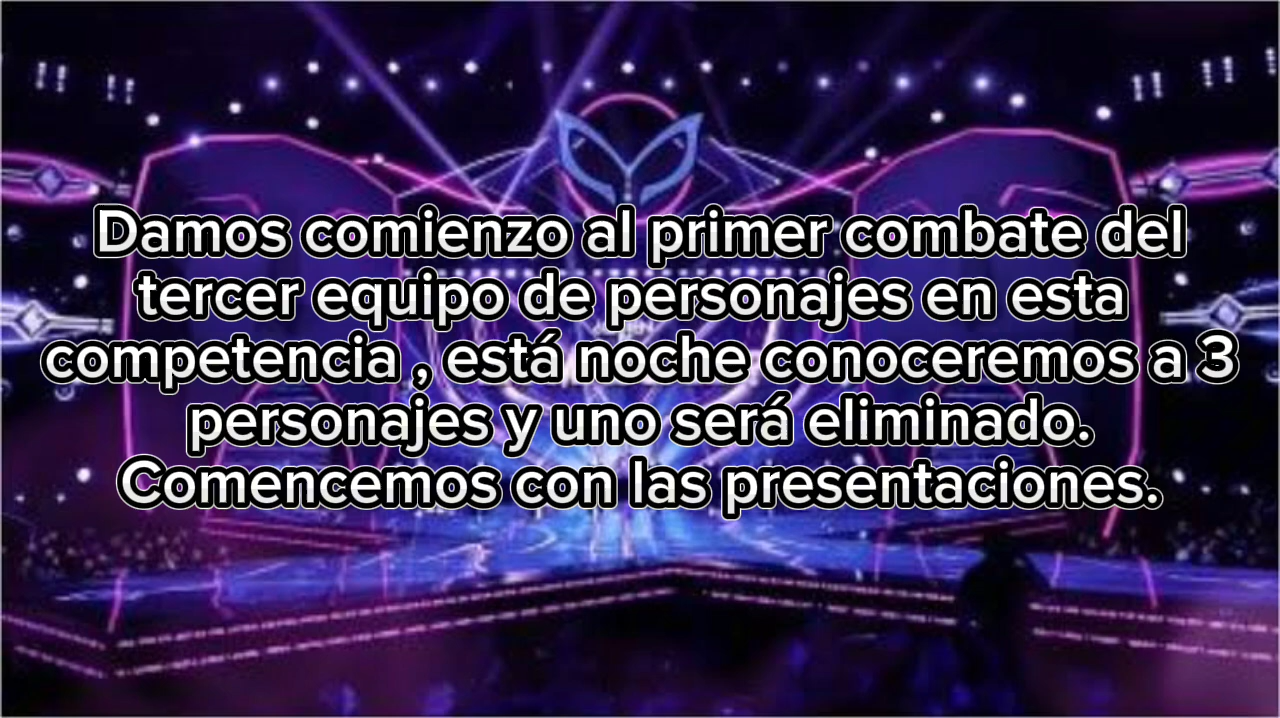 Damos comienzo al primer combate del
tercer equipo de personajes en esta
competencia , está noche conoceremos a 3
personajes y uno será eliminado.
Comencemos con las presentaciones.